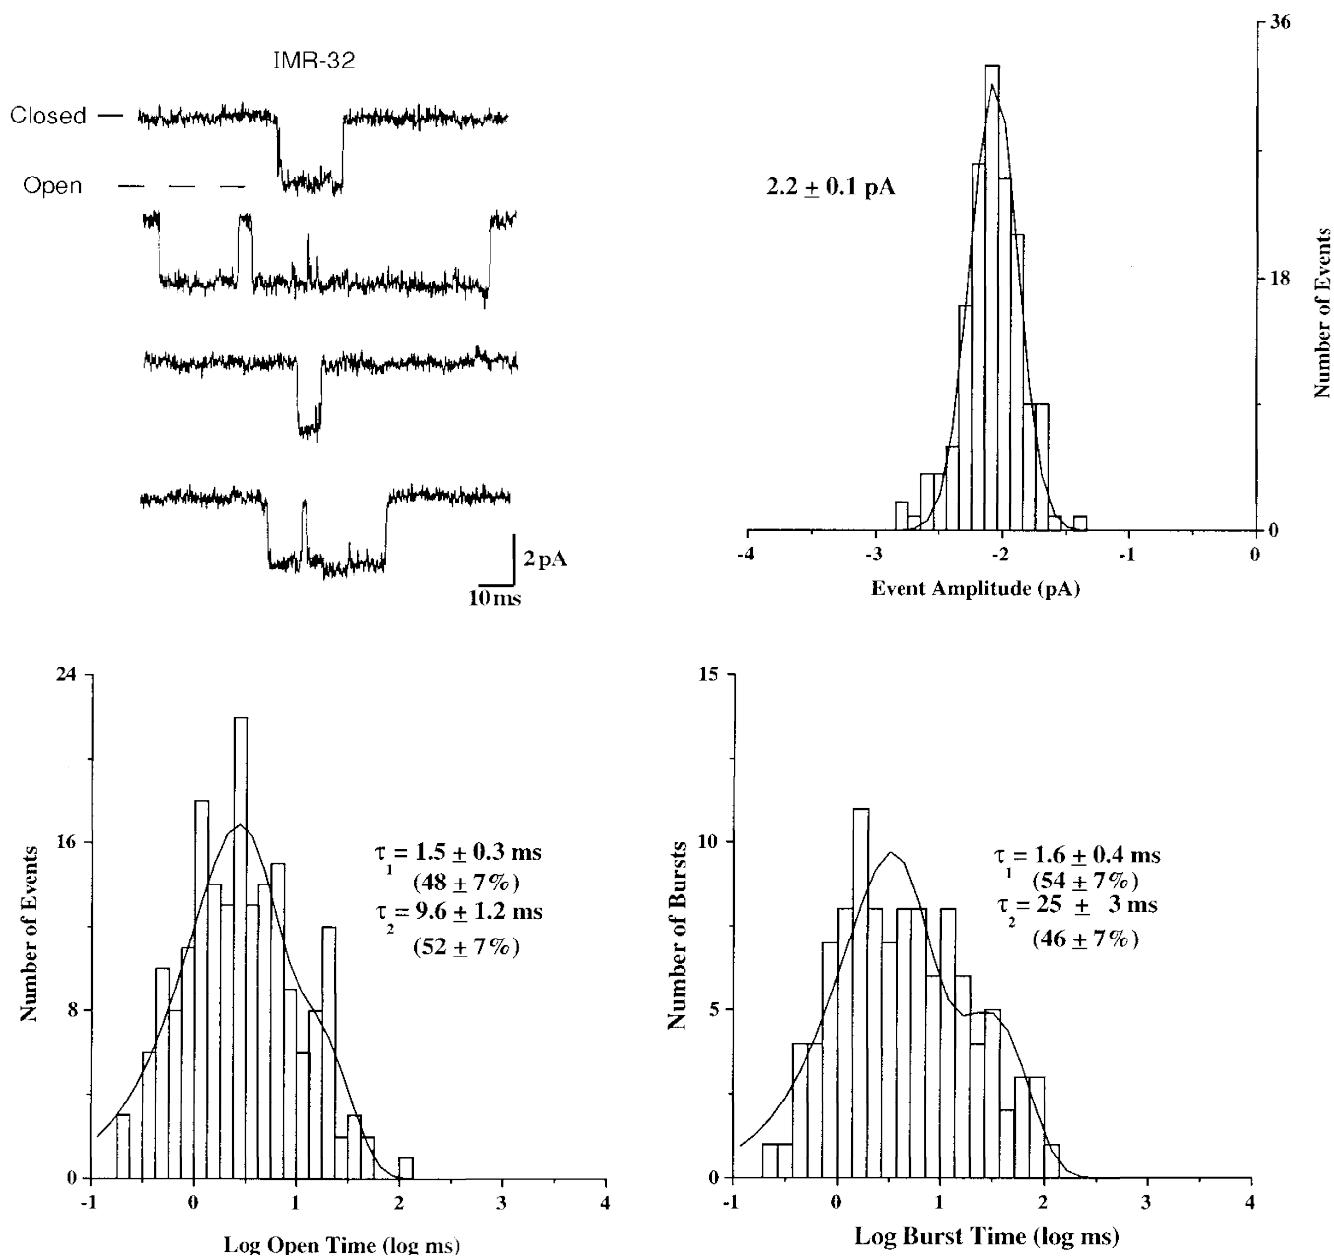 IMR-32
Closed
Open
2 pA
10 ms
36
18
0
Number of Events
2.2 ± 0.1 pA
-4 -3 -2 -1 0
Event Amplitude (pA)
24
16
8
0
Number of Events
τ1 = 1.5 ± 0.3 ms
(48 ± 7%)
τ2 = 9.6 ± 1.2 ms
(52 ± 7%)
-1 0 1 2 3 4
Log Open Time (log ms)
15
10
5
0
Number of Bursts
τ1 = 1.6 ± 0.4 ms
(54 ± 7%)
τ2 = 25 ± 3 ms
(46 ± 7%)
-1 0 1 2 3 4
Log Burst Time (log ms)